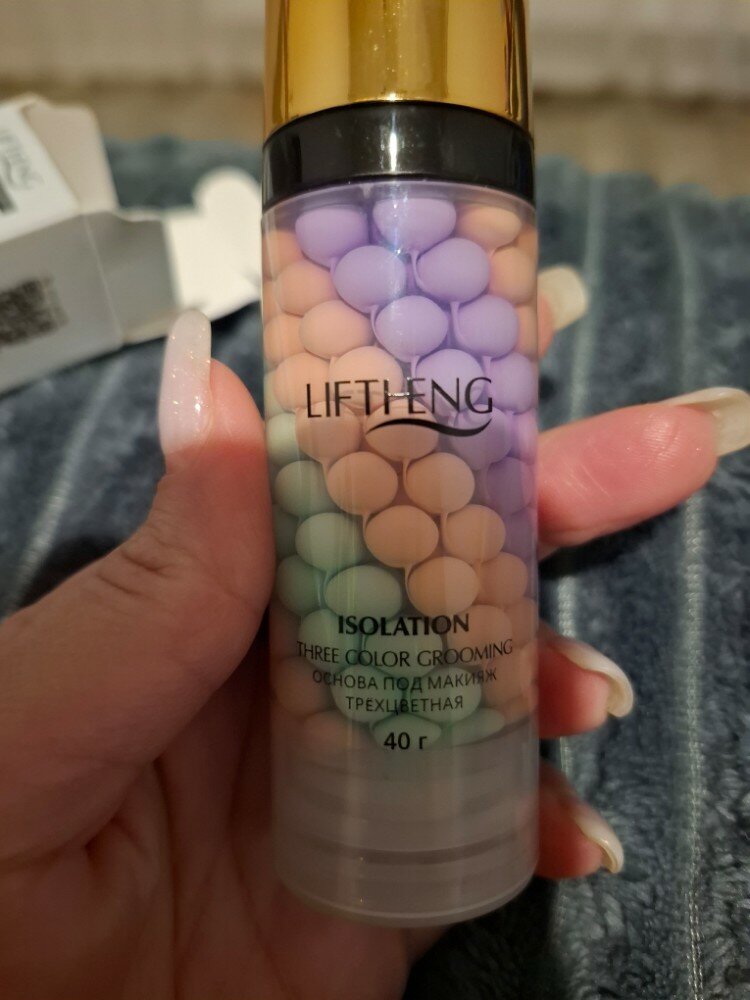 LIFTHENG
ISOLATION
THREE COLOR GROOMING
ОСНОВА ПОД МАКИЯЖ
ТРЁХЦВЕТНАЯ
40 г